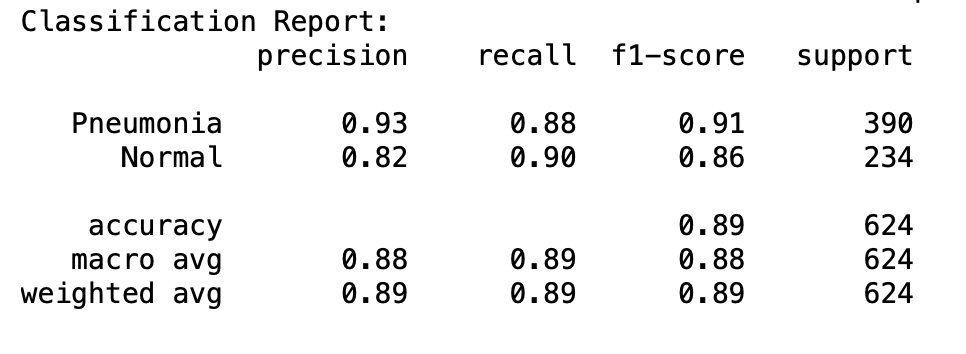 Classification Report:
precision recall f1-score support
Pneumonia 0.93 0.88 0.91 390
Normal 0.82 0.90 0.86 234
accuracy 0.89 624
macro avg 0.88 0.89 0.88 624
weighted avg 0.89 0.89 0.89 624